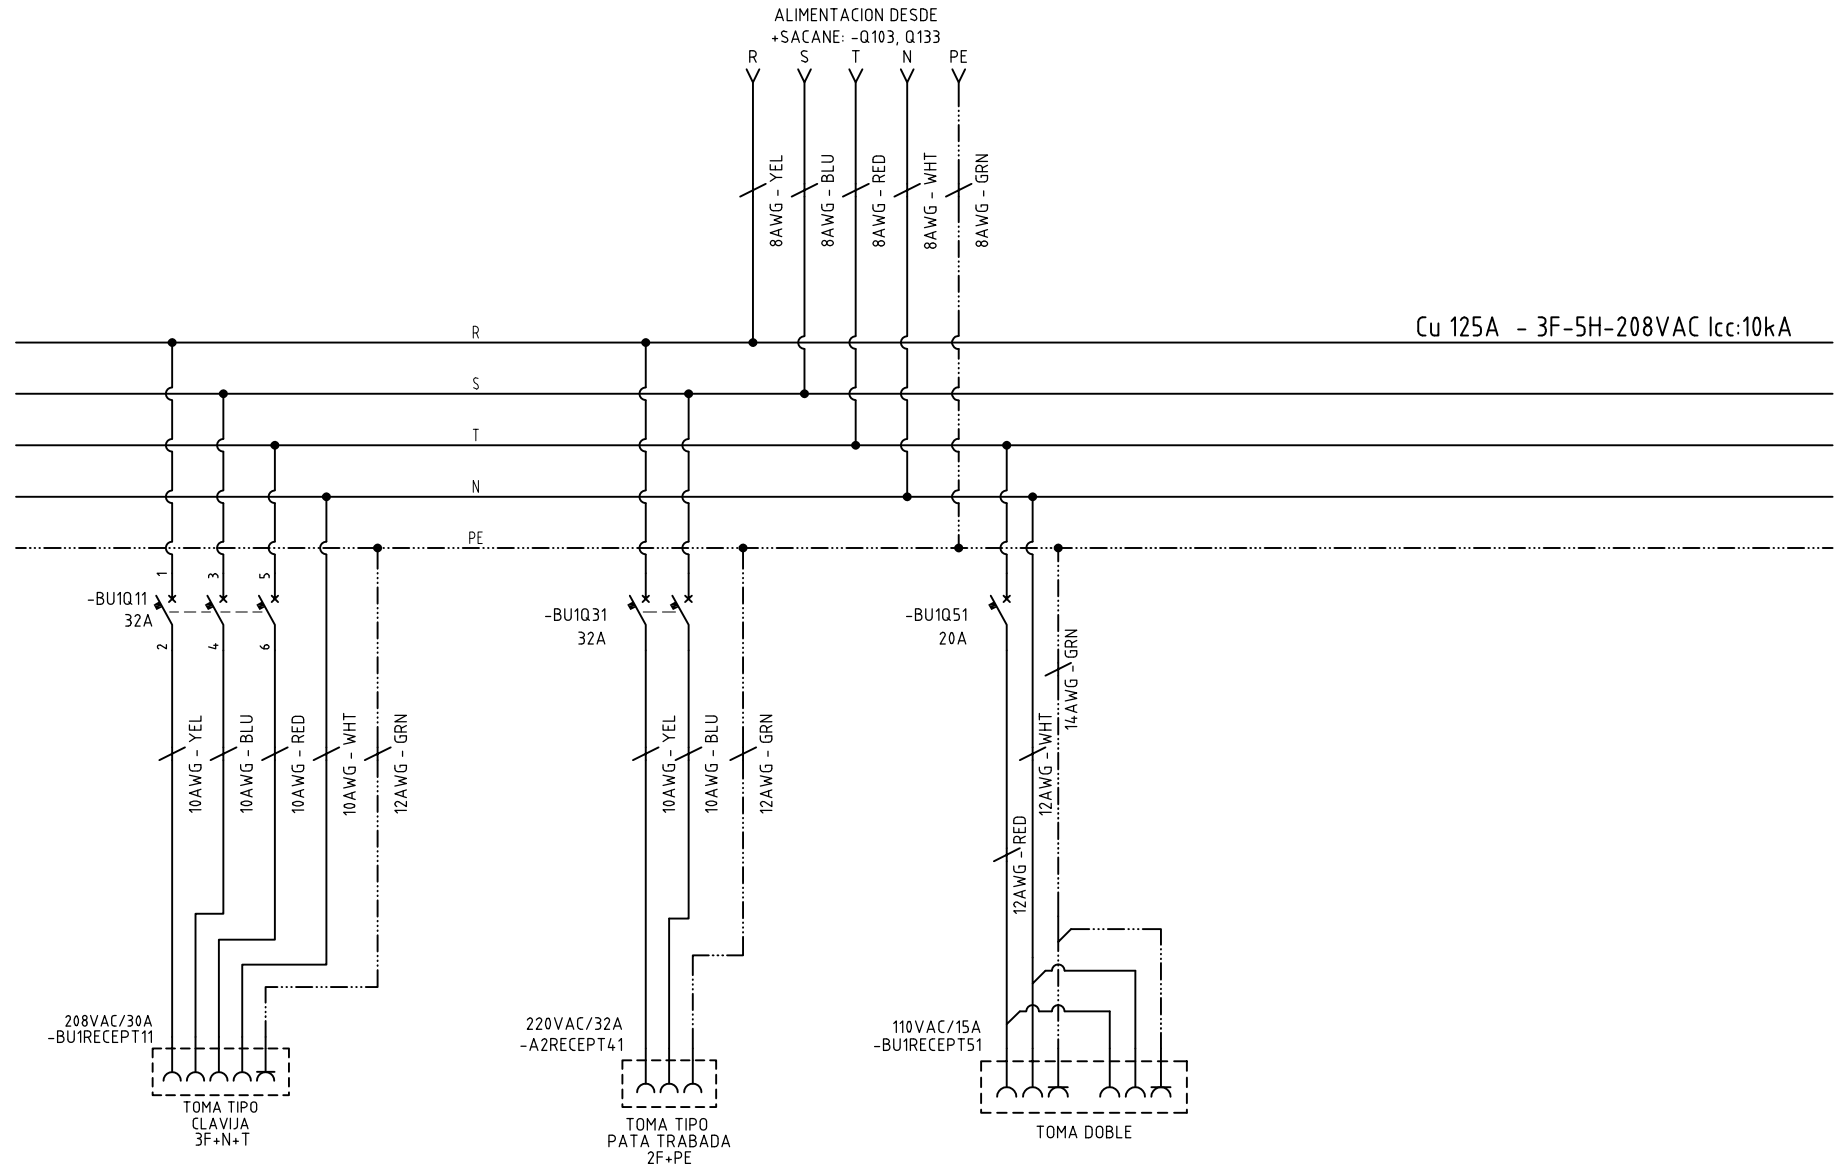 ALIMENTACION DESDE
+SACANE: -Q103, Q133
R S T N PE
8AWG - YEL
8AWG - BLU
8AWG - RED
8AWG - WHT
8AWG - GRN
Cu 125A - 3F-5H-208VAC Icc:10kA
R
S
T
N
PE
-BU1Q11
32A
1
3
5
2
4
6
-BU1Q31
32A
-BU1Q51
20A
10AWG - YEL
10AWG - BLU
10AWG - RED
10AWG - WHT
12AWG - GRN
10AWG - YEL
10AWG - BLU
12AWG - GRN
12AWG - RED
12AWG - WHT
14AWG - GRN
208VAC/30A
-BU1RECEPT11
TOMA TIPO
CLAVIJA
3F+N+T
220VAC/32A
-A2RECEPT41
TOMA TIPO
PATA TRABADA
2F+PE
110VAC/15A
-BU1RECEPT51
TOMA DOBLE